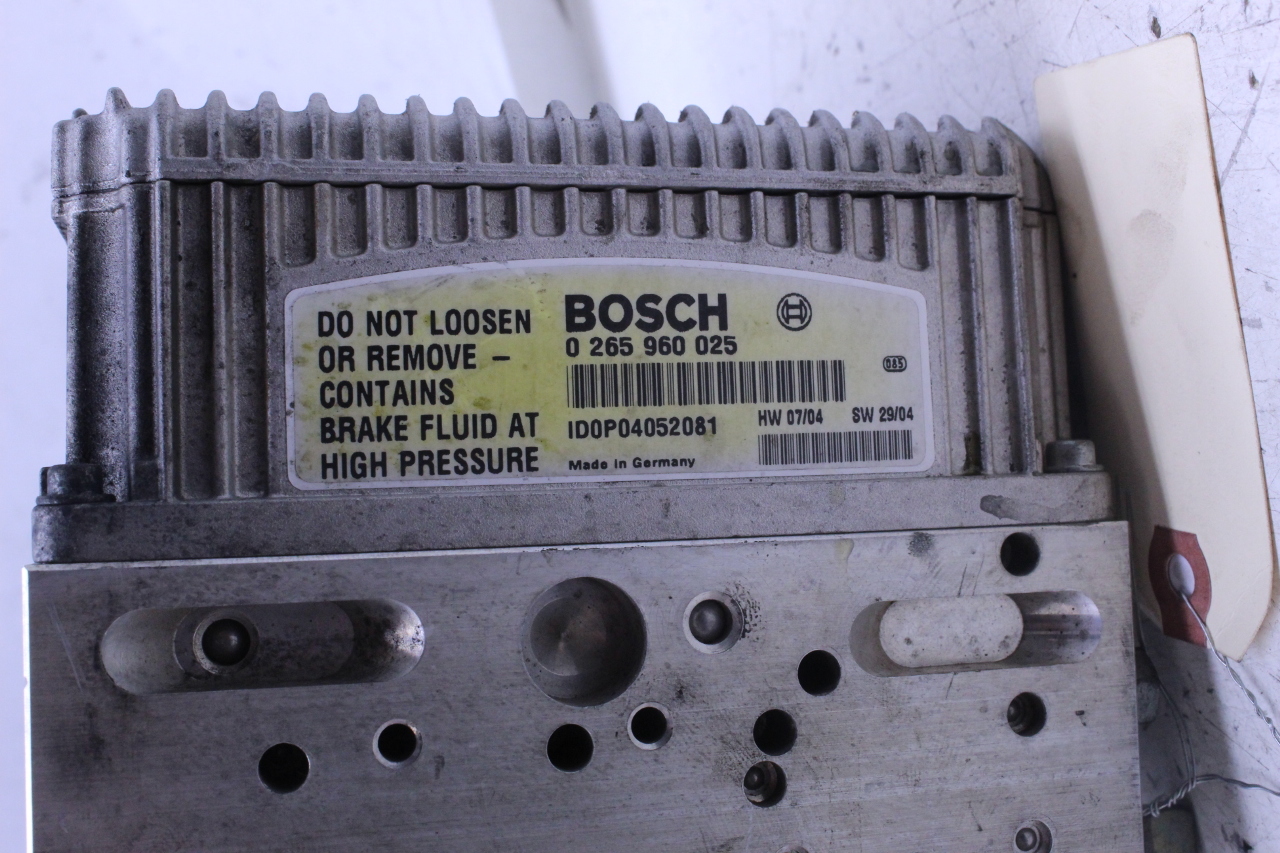 DO NOT LOOSEN
OR REMOVE –
CONTAINS
BRAKE FLUID AT
HIGH PRESSURE
BOSCH
0 265 960 025
085
ID0P04052081
HW 07/04 SW 29/04
Made in Germany